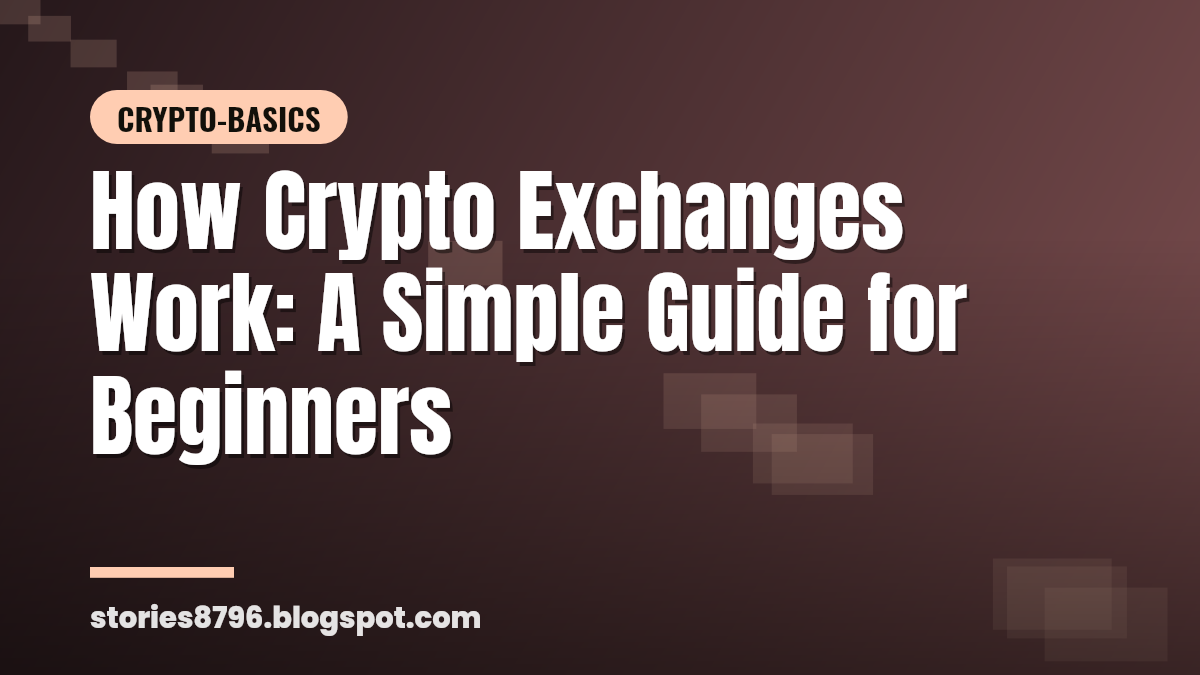 CRYPTO-BASICS
How Crypto Exchanges
Work: A Simple Guide for
Beginners
stories8796.blogspot.com